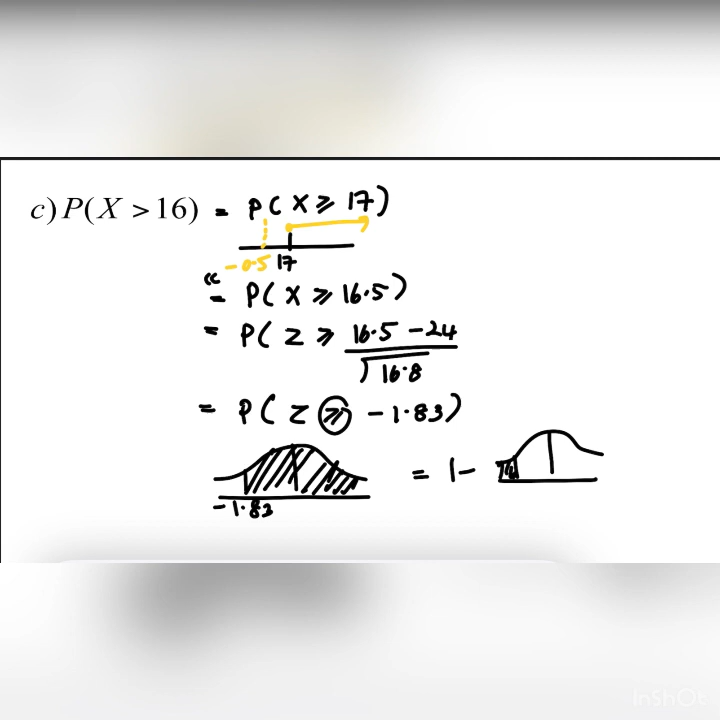 c) P(X > 16) = P( X ⩾ 17)
- 0.5 17
"= P( X ⩾ 16.5)
= P( Z ⩾ (16.5 - 24)/√16.8
= P( Z ⩾ - 1.83)
= 1 -
- 1.83
InShOt